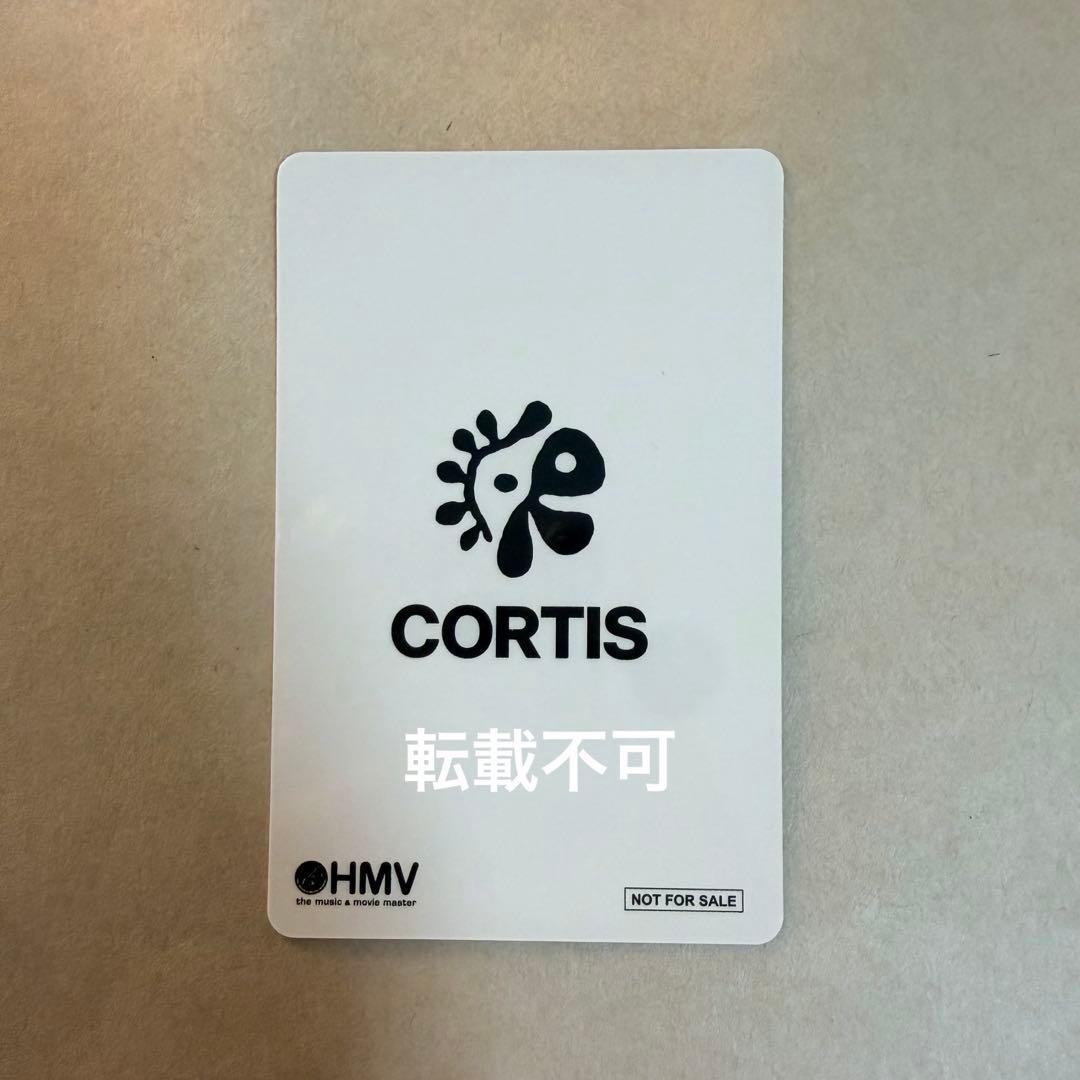 CORTIS
転載不可
HMV
the music & movie master
NOT FOR SALE